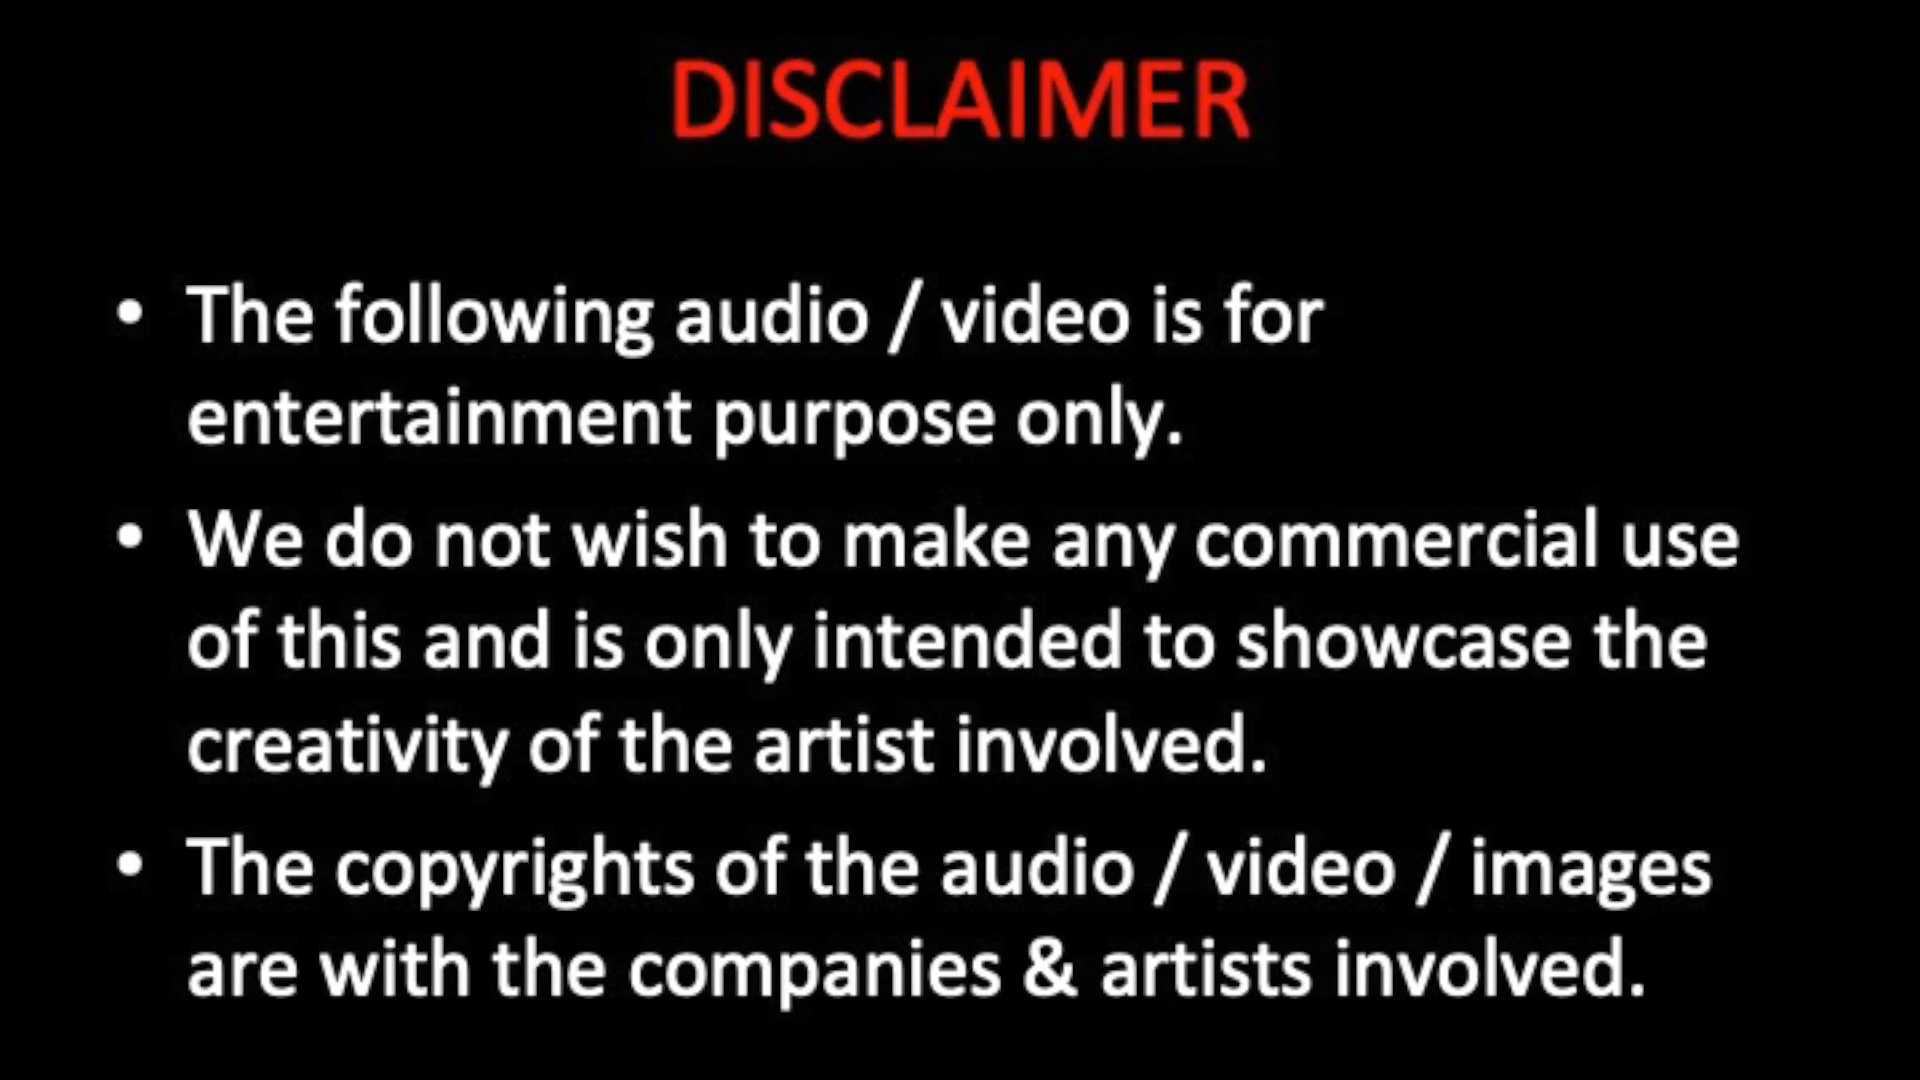 DISCLAIMER
• The following audio / video is for
entertainment purpose only.
• We do not wish to make any commercial use
of this and is only intended to showcase the
creativity of the artist involved.
• The copyrights of the audio / video / images
are with the companies & artists involved.